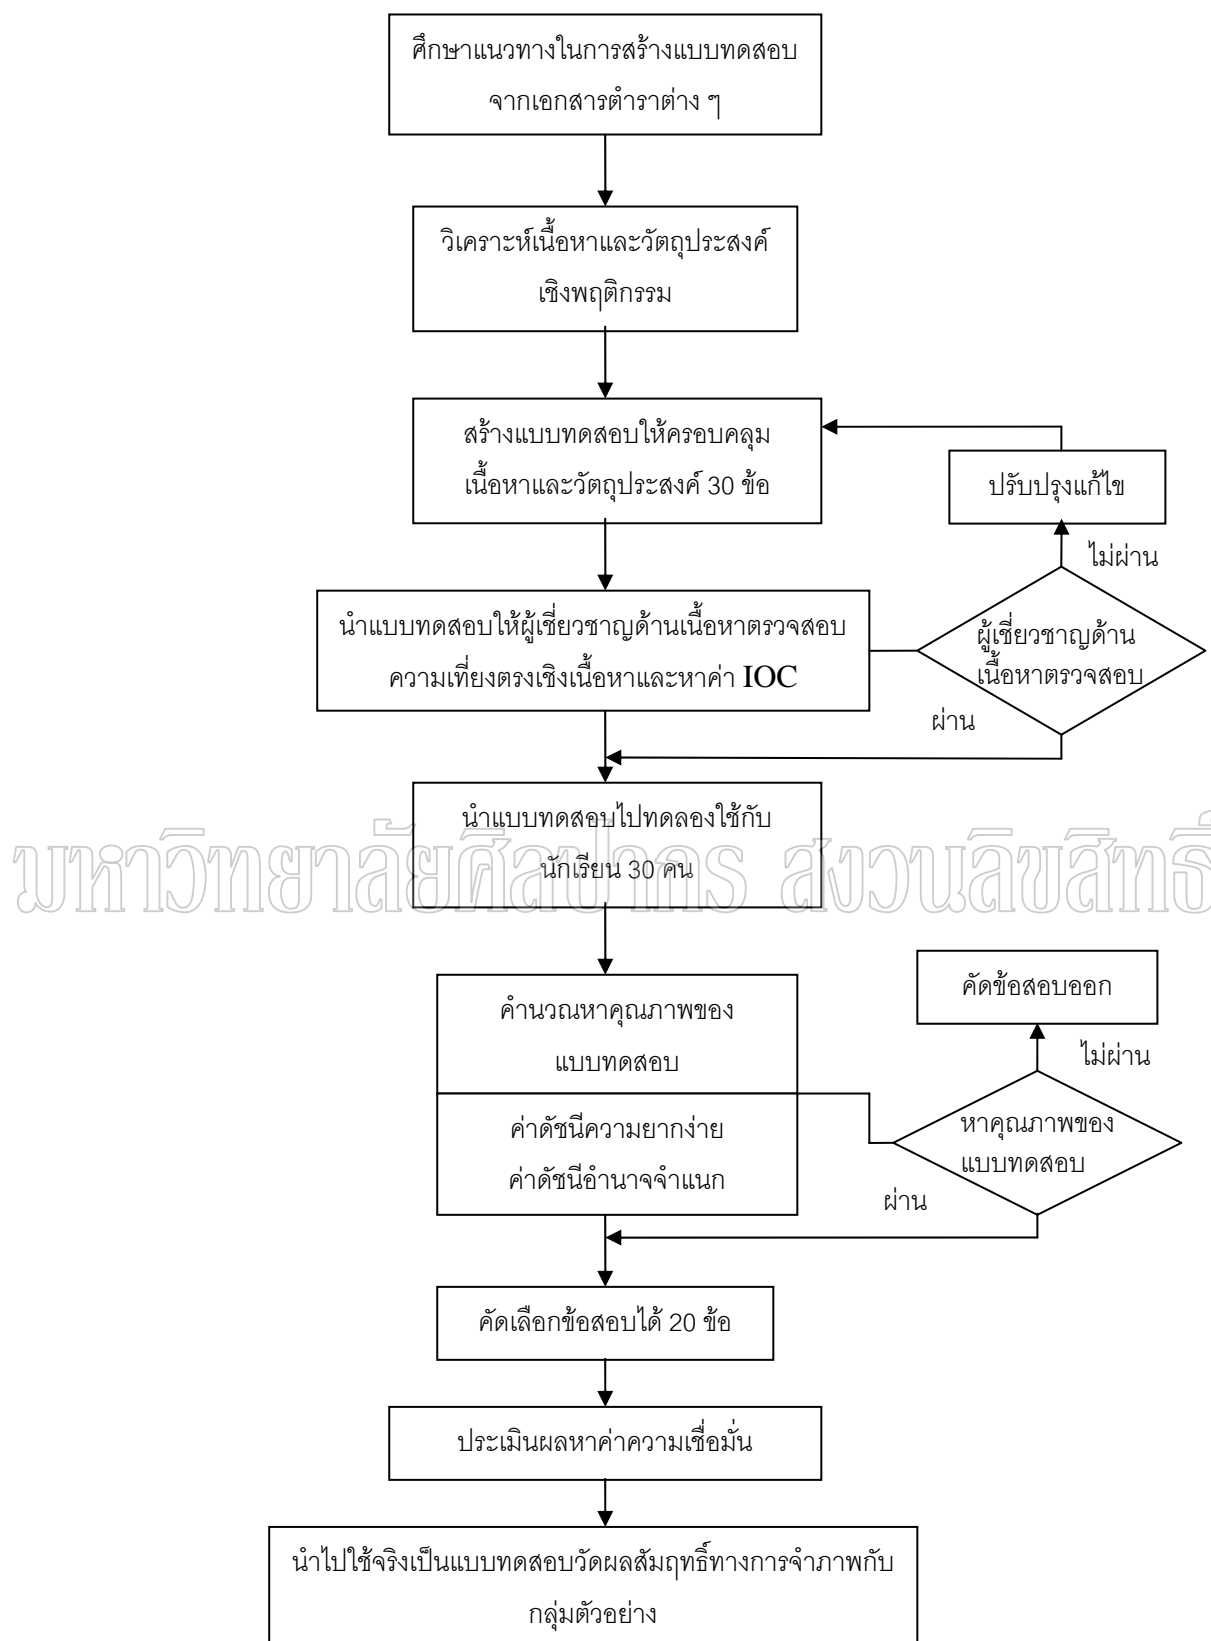 ศึกษาแนวทางในการสร้างแบบทดสอบ
จากเอกสารตำราต่าง ๆ
วิเคราะห์เนื้อหาและวัตถุประสงค์
เชิงพฤติกรรม
สร้างแบบทดสอบให้ครอบคลุม
เนื้อหาและวัตถุประสงค์ 30 ข้อ
ปรับปรุงแก้ไข
ไม่ผ่าน
นำแบบทดสอบให้ผู้เชี่ยวชาญด้านเนื้อหาตรวจสอบ
ความเที่ยงตรงเชิงเนื้อหาและหาค่า IOC
ผู้เชี่ยวชาญด้าน
เนื้อหาตรวจสอบ
ผ่าน
นำแบบทดสอบไปทดลองใช้กับ
นักเรียน 30 คน
มหาวิทยาลัยศิลปากร สงวนลิขสิทธิ์
คำนวณหาคุณภาพของ
แบบทดสอบ
คัดข้อสอบออก
ไม่ผ่าน
ค่าดัชนีความยากง่าย
ค่าดัชนีอำนาจจำแนก
หาคุณภาพของ
แบบทดสอบ
ผ่าน
คัดเลือกข้อสอบได้ 20 ข้อ
ประเมินผลหาค่าความเชื่อมั่น
นำไปใช้จริงเป็นแบบทดสอบวัดผลสัมฤทธิ์ทางการจำภาพกับ
กลุ่มตัวอย่าง